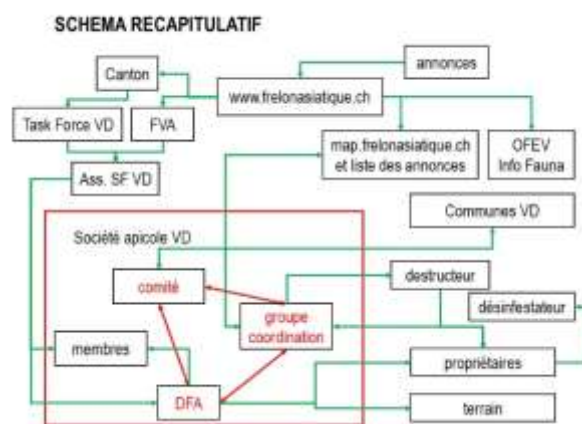 SCHEMA RECAPITULATIF
annonces
Canton
www.frelonasiatique.ch
Task Force VD
FVA
map.frelonasiatique.ch
et liste des annonces
OFEV
Info Fauna
Ass. SF VD
Communes VD
Société apicole VD
comité
destructeur
groupe
coordination
désinfestateur
membres
propriétaires
DFA
terrain